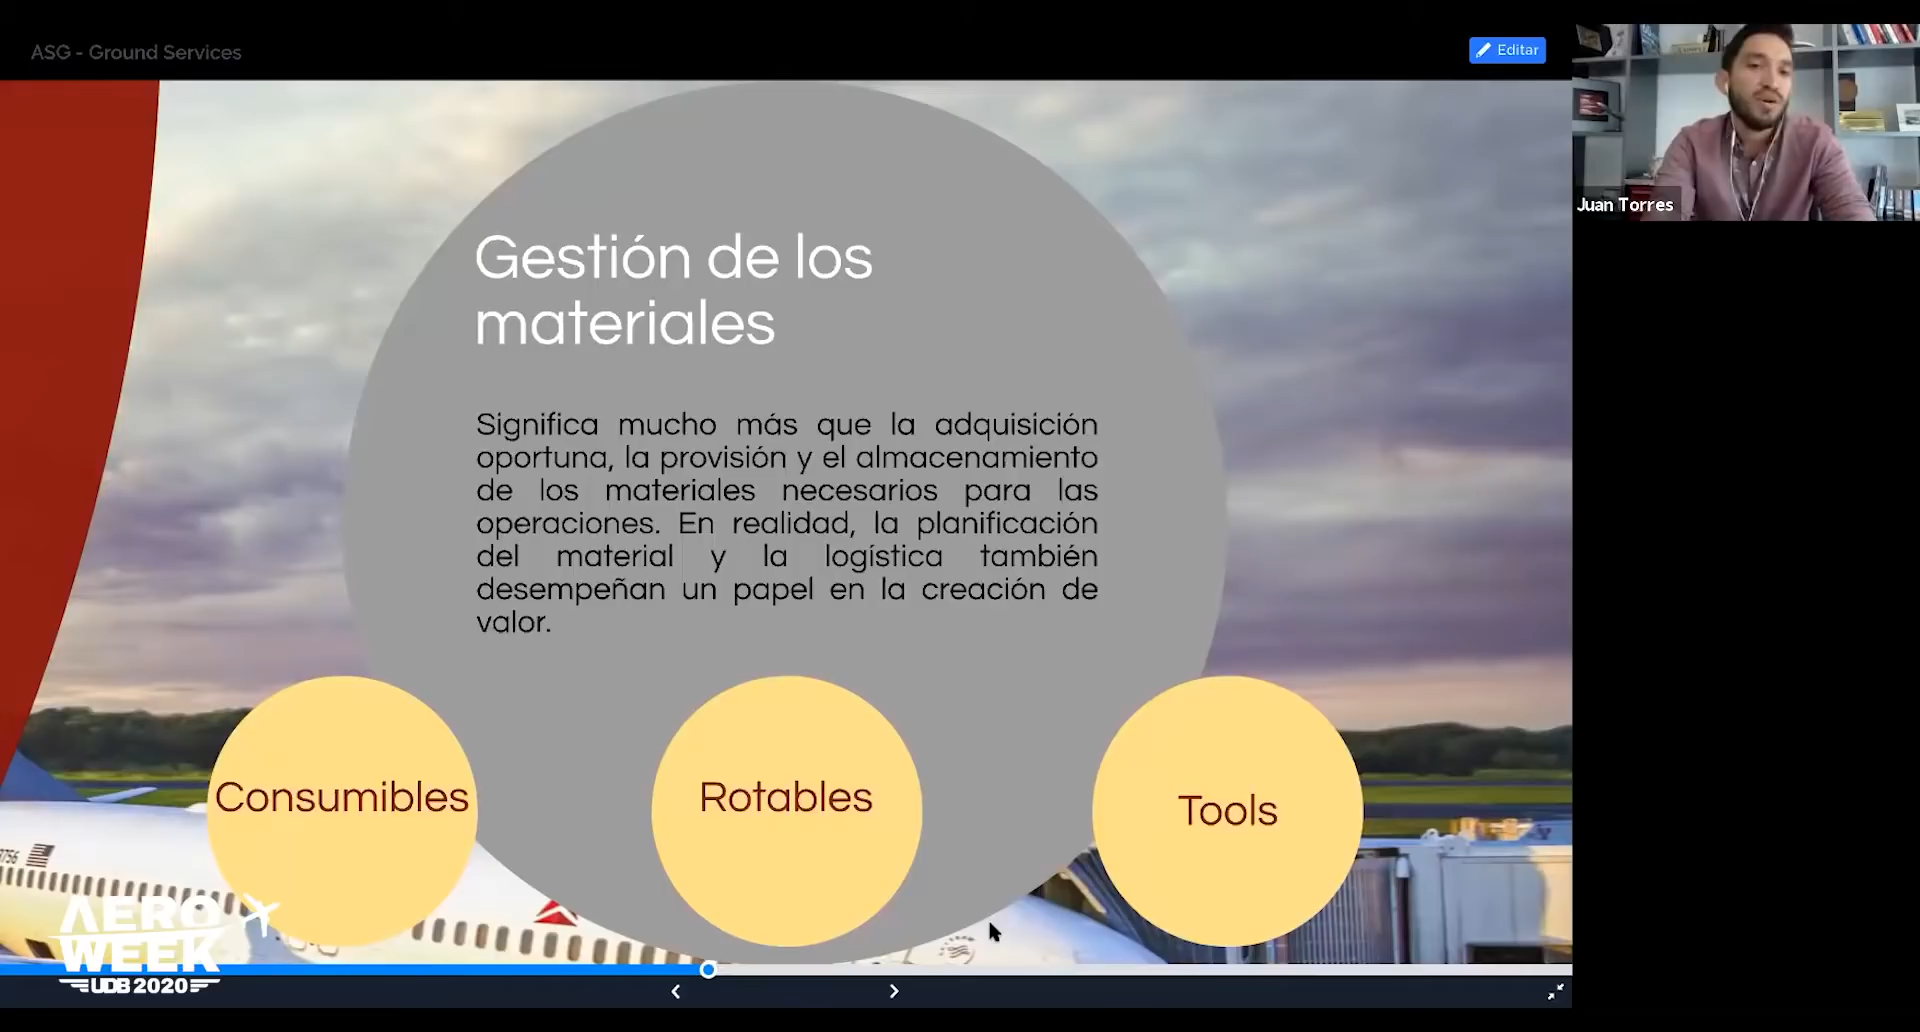 ASG - Ground Services
Editar
Juan Torres
Gestión de los
materiales
Significa mucho más que la adquisición
oportuna, la provisión y el almacenamiento
de los materiales necesarios para las
operaciones. En realidad, la planificación
del material y la logística también
desempeñan un papel en la creación de
valor.
Consumibles
Rotables
Tools
AERO
WEEK
UDB 2020